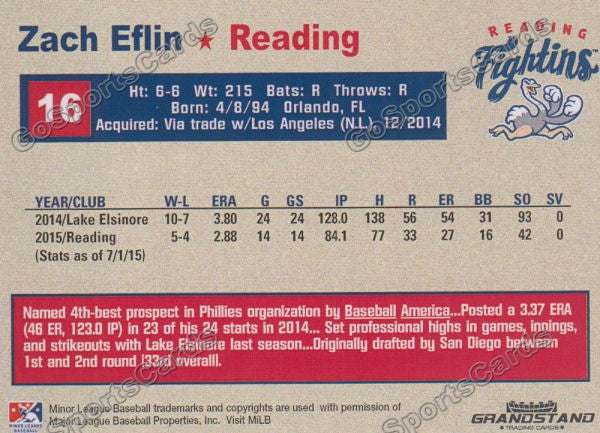 Zach Eflin ★ Reading
READING
Fightins™
16
Ht: 6-6 Wt: 215 Bats: R Throws: R
Born: 4/8/94 Orlando, FL
Acquired: Via trade w/Los Angeles (N.L.), 12/2014
YEAR/CLUB W-L ERA G GS IP H R ER BB SO SV
2014/Lake Elsinore 10-7 3.80 24 24 128.0 138 56 54 31 93 0
2015/Reading 5-4 2.88 14 14 84.1 77 33 27 16 42 0
(Stats as of 7/1/15)
Named 4th-best prospect in Phillies organization by Baseball America...Posted a 3.37 ERA
(46 ER, 123.0 IP) in 23 of his 24 starts in 2014... Set professional highs in games, innings,
and strikeouts with Lake Elsinore last season...Originally drafted by San Diego between
1st and 2nd round (33rd overall).
MINOR LEAGUE
BASEBALL
Minor League Baseball trademarks and copyrights are used with permission of
Major League Baseball Properties, Inc. Visit MiLB
GRANDSTAND
TRADING CARDS
GoSportsCards